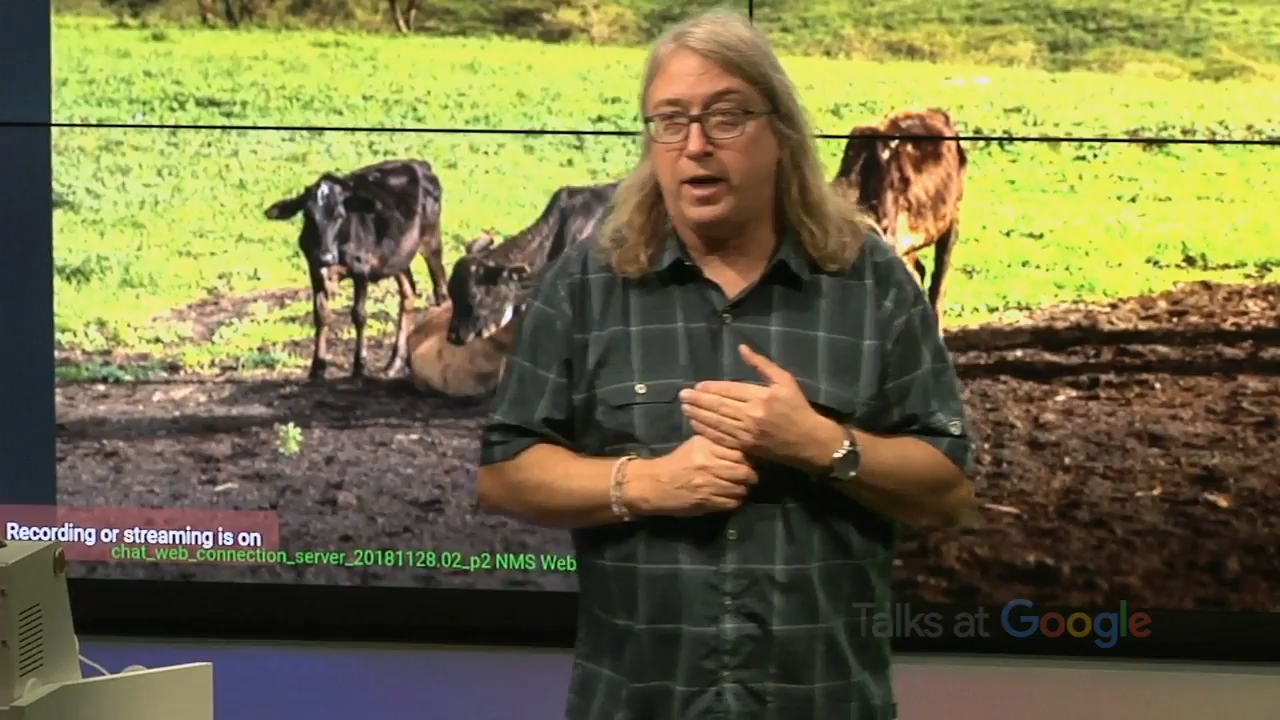 Recording or streaming is on
chat_web_connection_server_20181128.02_p2 NMS Web
Talks at Google